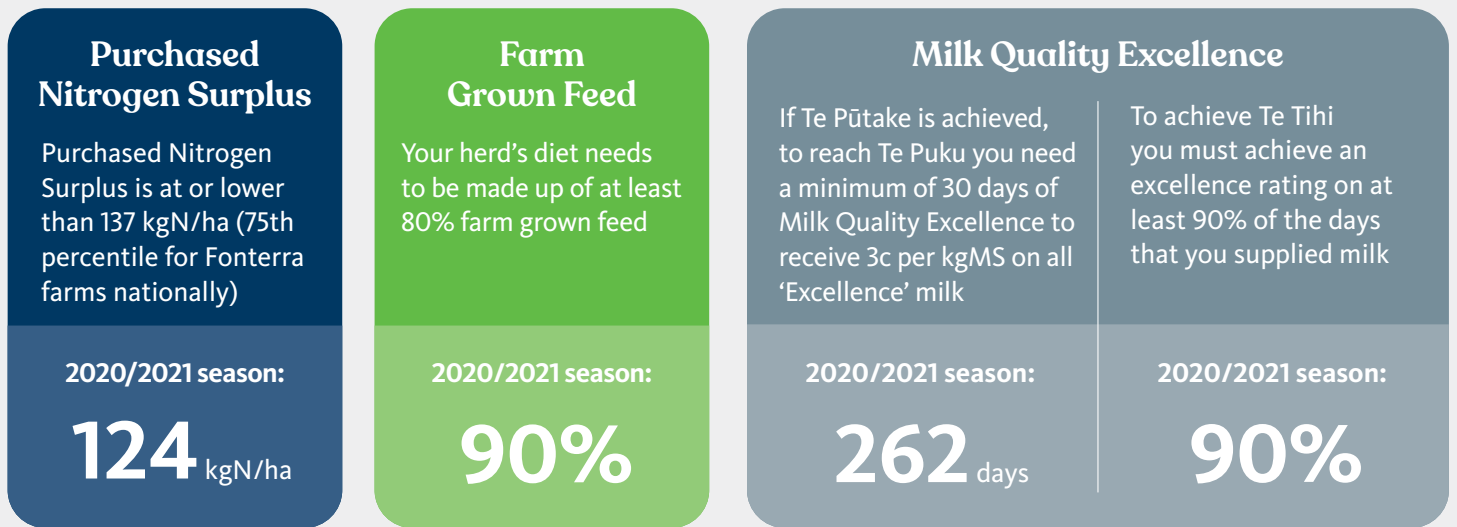 Purchased
Nitrogen Surplus
Purchased Nitrogen
Surplus is at or lower
than 137 kgN/ha (75th
percentile for Fonterra
farms nationally)
2020/2021 season:
124 kgN/ha
Farm
Grown Feed
Your herd's diet needs
to be made up of at least
80% farm grown feed
2020/2021 season:
90%
Milk Quality Excellence
If Te Pūtake is achieved,
to reach Te Puku you need
a minimum of 30 days of
Milk Quality Excellence to
receive 3c per kgMS on all
‘Excellence’ milk
2020/2021 season:
262 days
To achieve Te Tihi
you must achieve an
excellence rating on at
least 90% of the days
that you supplied milk
2020/2021 season:
90%